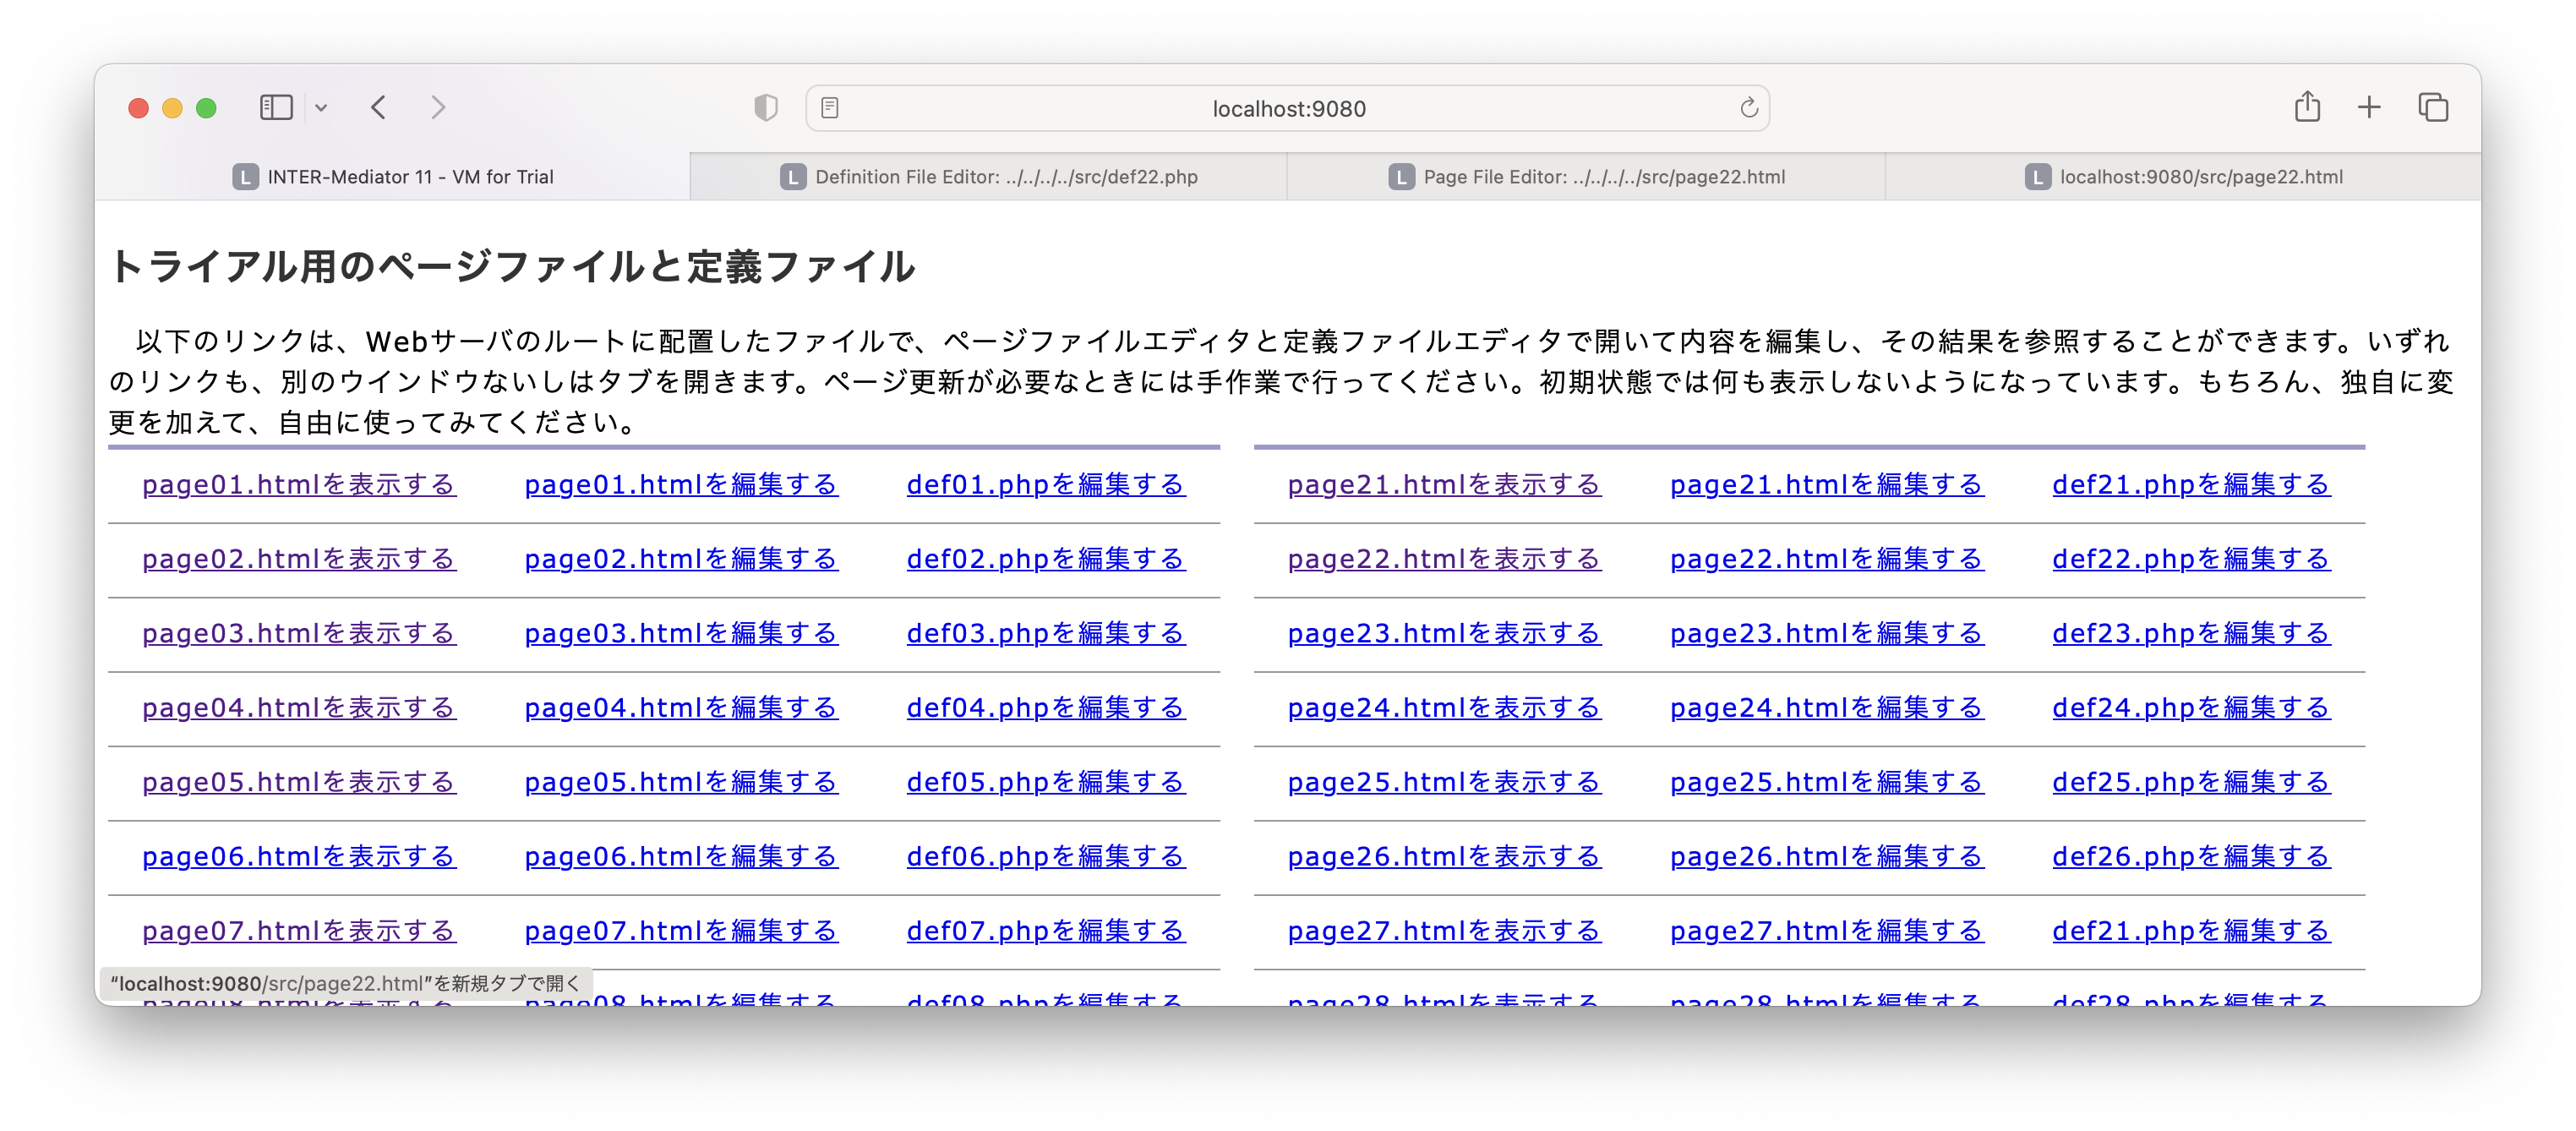 localhost:9080
L INTER-Mediator 11 - VM for Trial
L Definition File Editor: ../../../../src/def22.php
L Page File Editor: ../../../../src/page22.html
L localhost:9080/src/page22.html
トライアル用のページファイルと定義ファイル
以下のリンクは、Webサーバのルートに配置したファイルで、ページファイルエディタと定義ファイルエディタで開いて内容を編集し、その結果を参照することができます。いずれ
のリンクも、別のウインドウないしはタブを開きます。ページ更新が必要なときには手作業で行ってください。初期状態では何も表示しないようになっています。もちろん、独自に変
更を加えて、自由に使ってみてください。
page01.htmlを表示する page01.htmlを編集する def01.phpを編集する page21.htmlを表示する page21.htmlを編集する def21.phpを編集する
page02.htmlを表示する page02.htmlを編集する def02.phpを編集する page22.htmlを表示する page22.htmlを編集する def22.phpを編集する
page03.htmlを表示する page03.htmlを編集する def03.phpを編集する page23.htmlを表示する page23.htmlを編集する def23.phpを編集する
page04.htmlを表示する page04.htmlを編集する def04.phpを編集する page24.htmlを表示する page24.htmlを編集する def24.phpを編集する
page05.htmlを表示する page05.htmlを編集する def05.phpを編集する page25.htmlを表示する page25.htmlを編集する def25.phpを編集する
page06.htmlを表示する page06.htmlを編集する def06.phpを編集する page26.htmlを表示する page26.htmlを編集する def26.phpを編集する
page07.htmlを表示する page07.htmlを編集する def07.phpを編集する page27.htmlを表示する page27.htmlを編集する def21.phpを編集する
“localhost:9080/src/page22.html”を新規タブで開く
page08.htmlを表示する page08.htmlを編集する def08.phpを編集する page28.htmlを表示する page28.htmlを編集する def28.phpを編集する